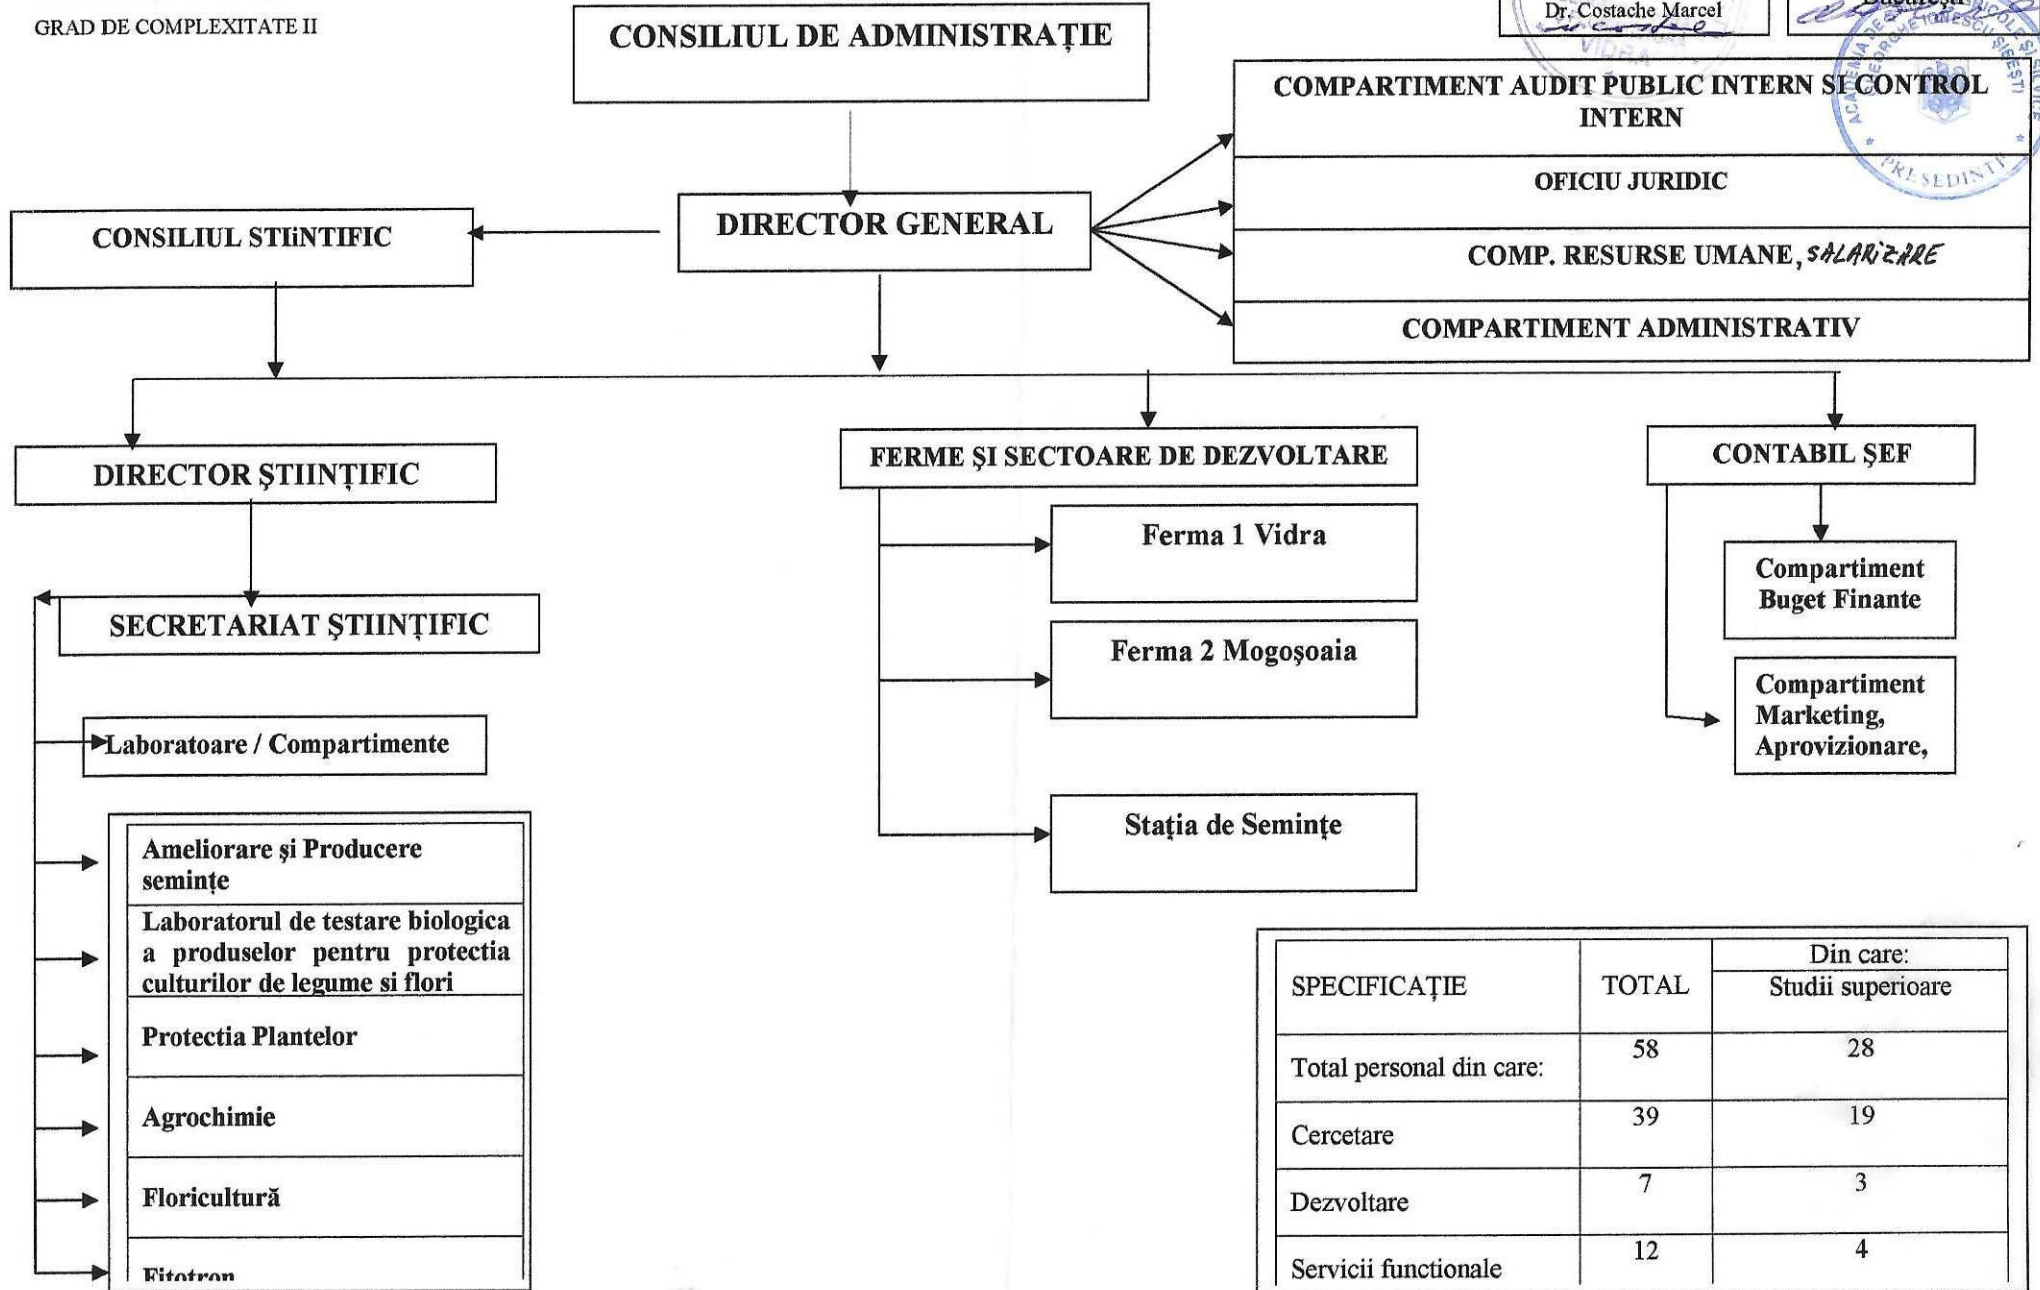 GRAD DE COMPLEXITATE II
CONSILIUL DE ADMINISTRAȚIE
Dr. Costache Marcel
București
VIDRA
PREȘEDINTE
COMPARTIMENT AUDIT PUBLIC INTERN SI CONTROL
INTERN
OFICIU JURIDIC
COMP. RESURSE UMANE, SALARiZARE
COMPARTIMENT ADMINISTRATIV
CONSILIUL STIiNTIFIC
DIRECTOR GENERAL
DIRECTOR ŞTIINȚIFIC
FERME ŞI SECTOARE DE DEZVOLTARE
CONTABIL ŞEF
SECRETARIAT ŞTIINȚIFIC
Ferma 1 Vidra
Ferma 2 Mogoşoaia
Stația de Semințe
Compartiment
Buget Finante
Compartiment
Marketing,
Aprovizionare,
Laboratoare / Compartimente
Ameliorare şi Producere
semințe
Laboratorul de testare biologica
a produselor pentru protectia
culturilor de legume si flori
Protectia Plantelor
Agrochimie
Floricultură
Fitotron
SPECIFICAȚIE TOTAL Din care:
Studii superioare
Total personal din care: 58 28
Cercetare 39 19
Dezvoltare 7 3
Servicii functionale 12 4